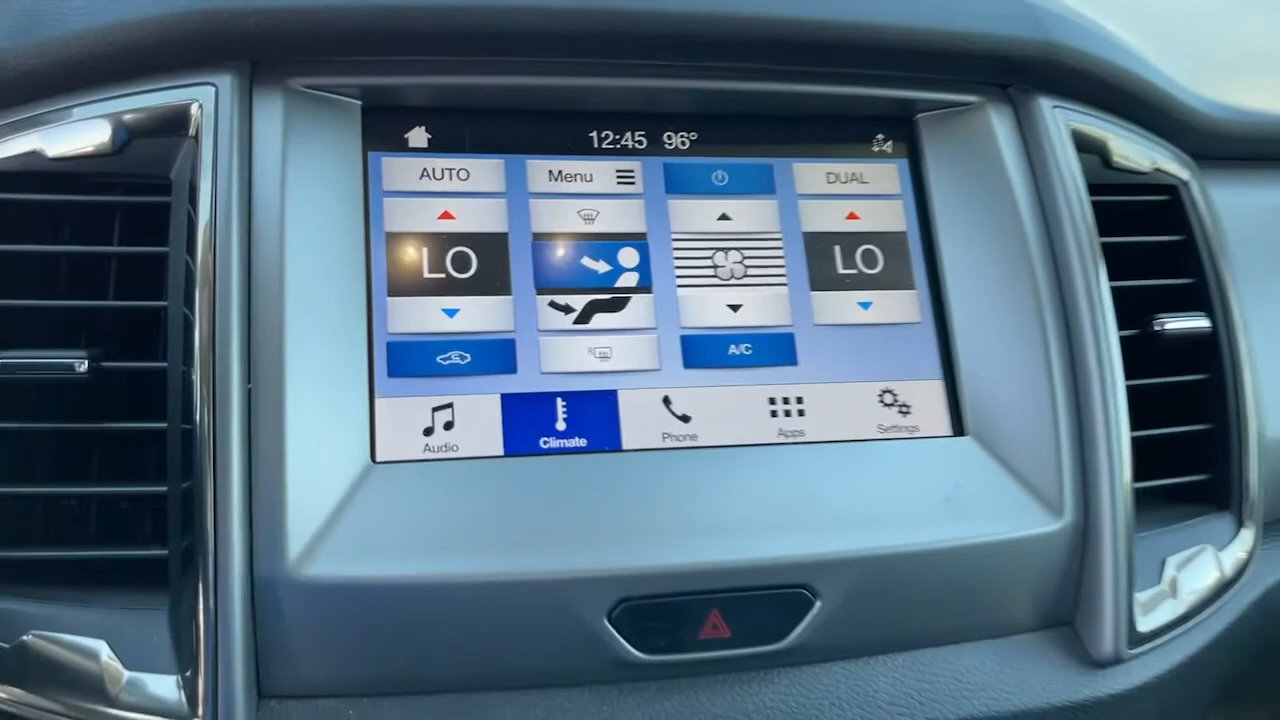 12:45 96°
AUTO
Menu
DUAL
LO
LO
R
A/C
Audio
Climate
Phone
Apps
Settings